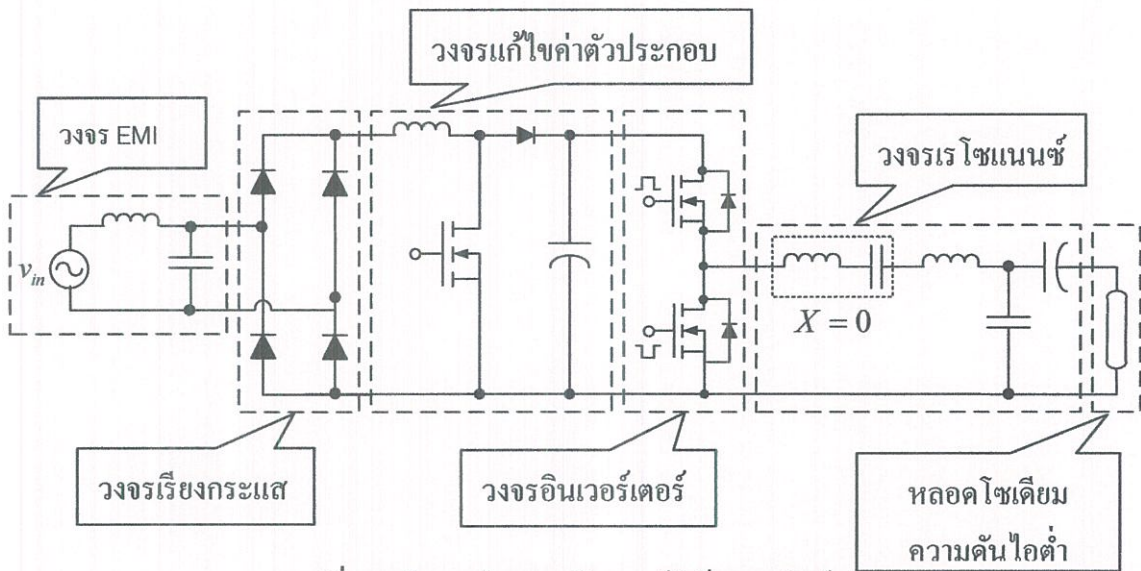 วงจรแก้ไขค่าตัวประกอบ
วงจร EMI
วงจรเรโซแนนซ์
v_in
X = 0
วงจรเรียงกระแส
วงจรอินเวอร์เตอร์
หลอดโซเดียม
ความดันไอต่ำ